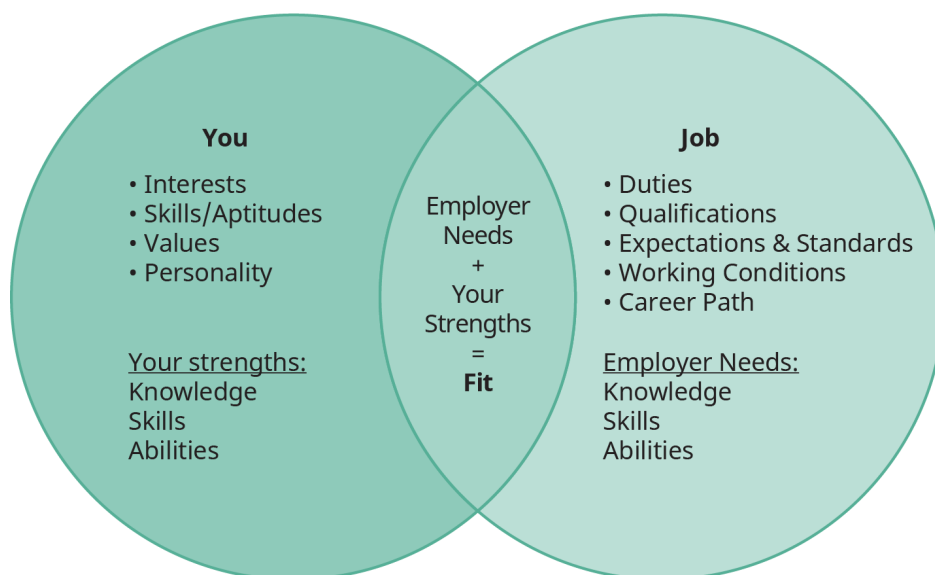 You
• Interests
• Skills/Aptitudes
• Values
• Personality
Your strengths:
Knowledge
Skills
Abilities
Employer
Needs
+
Your
Strengths
=
Fit
Job
• Duties
• Qualifications
• Expectations & Standards
• Working Conditions
• Career Path
Employer Needs:
Knowledge
Skills
Abilities